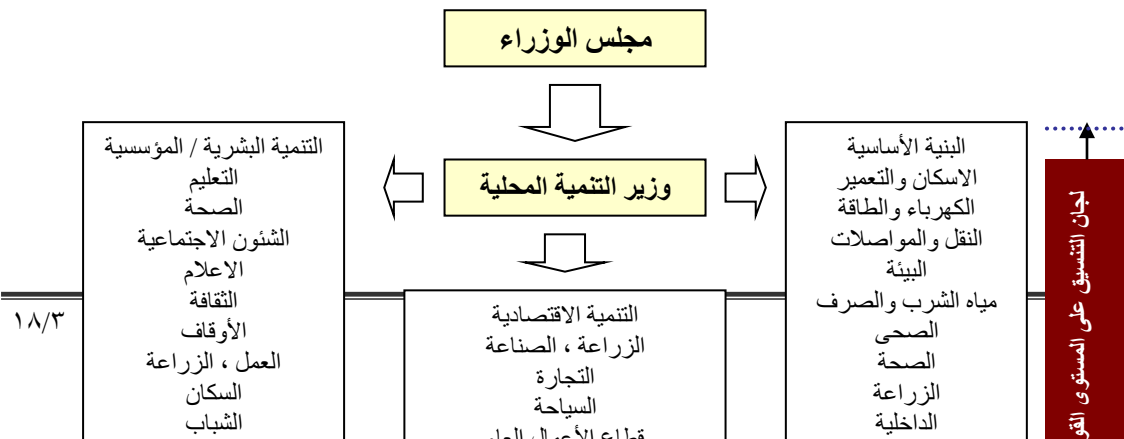 مجلس الوزراء
وزير التنمية المحلية
البنية الأساسية
الاسكان والتعمير
الكهرباء والطاقة
النقل والمواصلات
البيئة
مياه الشرب والصرف
الصحى
الصحة
الزراعة
الداخلية
التنمية الاقتصادية
الزراعة ، الصناعة
التجارة
السياحة
قطاع الأعمال
التنمية البشرية / المؤسسية
التعليم
الصحة
الشئون الاجتماعية
الاعلام
الثقافة
الأوقاف
العمل ، الزراعة
السكان
الشباب
لجان التنسيق على المستوى
١٨/٣